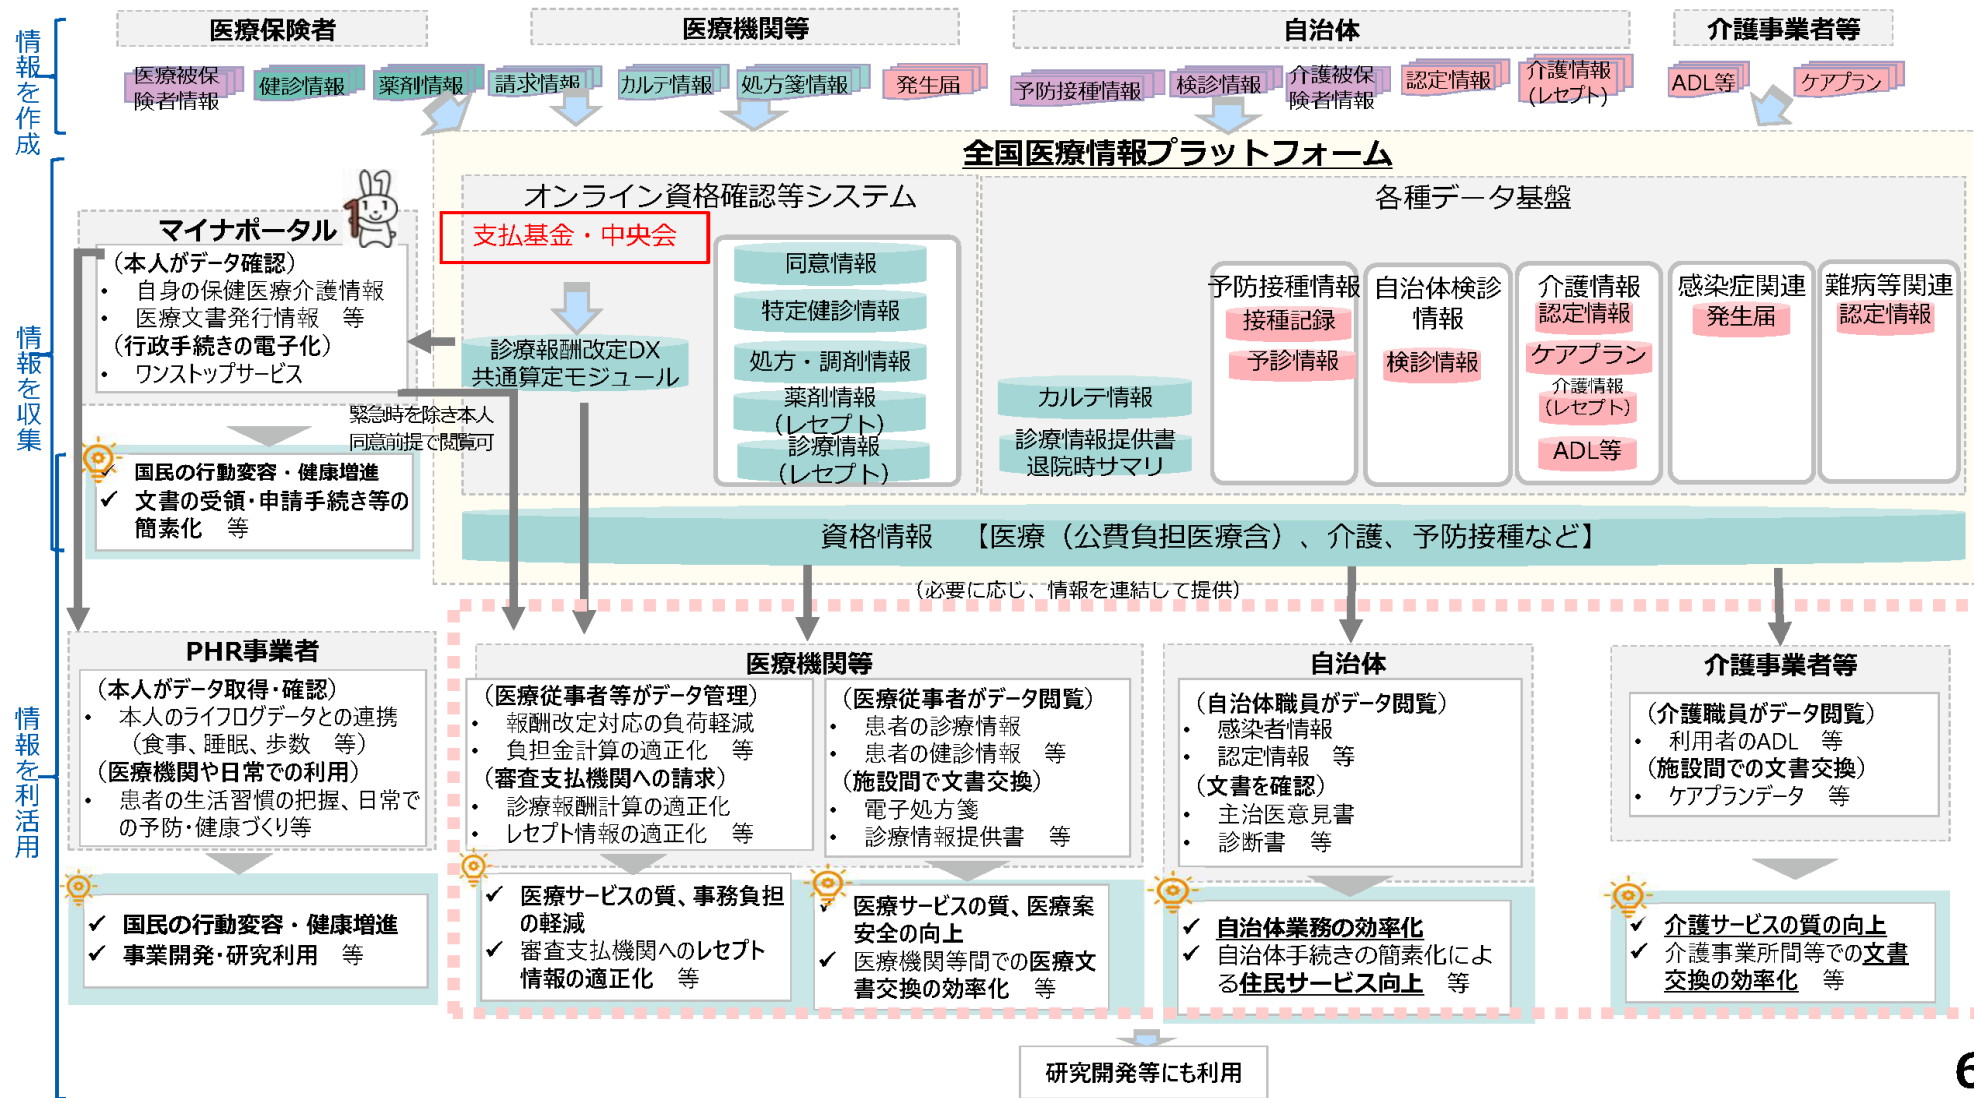 情報を作成
医療保険者
医療機関等
自治体
介護事業者等
医療被保
険者情報
健診情報
薬剤情報
請求情報
カルテ情報
処方箋情報
発生届
予防接種情報
検診情報
介護被保
険者情報
認定情報
介護情報
(レセプト)
ADL等
ケアプラン
情報を収集
全国医療情報プラットフォーム
オンライン資格確認等システム
支払基金・中央会
診療報酬改定DX
共通算定モジュール
同意情報
特定健診情報
処方・調剤情報
薬剤情報
(レセプト)
診療情報
(レセプト)
各種データ基盤
カルテ情報
診療情報提供書
退院時サマリ
予防接種情報
接種記録
予診情報
自治体検診
情報
検診情報
介護情報
認定情報
ケアプラン
介護情報
(レセプト)
ADL等
感染症関連
発生届
難病等関連
認定情報
資格情報 【医療（公費負担医療含）、介護、予防接種など】
（必要に応じ、情報を連結して提供）
マイナポータル
1
（本人がデータ確認）
• 自身の保健医療介護情報
• 医療文書発行情報 等
（行政手続きの電子化）
• ワンストップサービス
緊急時を除き本人
同意前提で閲覧可
✓ 国民の行動変容・健康増進
✓ 文書の受領・申請手続き等の
簡素化 等
情報を利活用
PHR事業者
（本人がデータ取得・確認）
• 本人のライフログデータとの連携
（食事、睡眠、歩数 等）
（医療機関や日常での利用）
• 患者の生活習慣の把握、日常で
の予防・健康づくり等
✓ 国民の行動変容・健康増進
✓ 事業開発・研究利用 等
医療機関等
（医療従事者等がデータ管理）
• 報酬改定対応の負荷軽減
• 負担金計算の適正化 等
（審査支払機関への請求）
• 診療報酬計算の適正化
• レセプト情報の適正化 等
✓ 医療サービスの質、事務負担
の軽減
✓ 審査支払機関へのレセプト
情報の適正化 等
（医療従事者がデータ閲覧）
• 患者の診療情報
• 患者の健診情報 等
（施設間で文書交換）
• 電子処方箋
• 診療情報提供書 等
✓ 医療サービスの質、医療案
安全の向上
✓ 医療機関等間での医療文
書交換の効率化 等
自治体
（自治体職員がデータ閲覧）
• 感染者情報
• 認定情報 等
（文書を確認）
• 主治医意見書
• 診断書 等
✓ 自治体業務の効率化
✓ 自治体手続きの簡素化によ
る住民サービス向上 等
介護事業者等
（介護職員がデータ閲覧）
• 利用者のADL 等
（施設間での文書交換）
• ケアプランデータ 等
✓ 介護サービスの質の向上
✓ 介護事業所間等での文書
交換の効率化 等
研究開発等にも利用
6